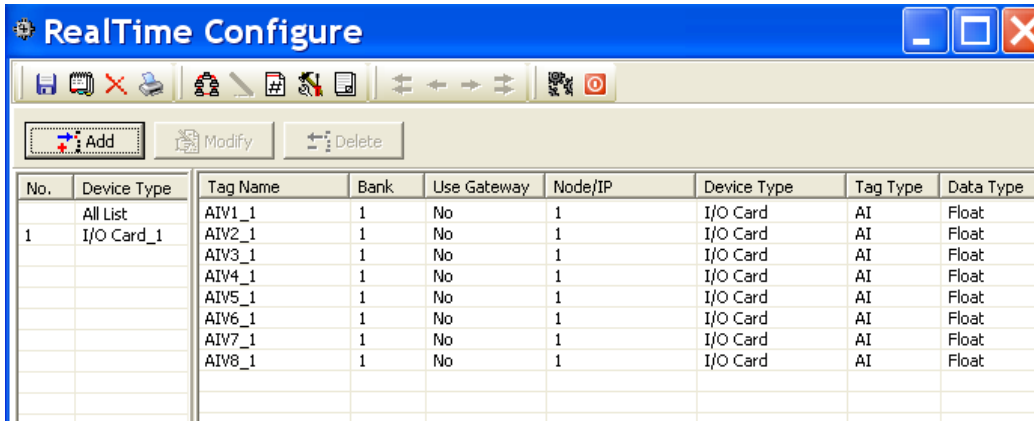 RealTime Configure
Add Modify Delete
No. Device Type Tag Name Bank Use Gateway Node/IP Device Type Tag Type Data Type
All List AIV1_1 1 No 1 I/O Card AI Float
1 I/O Card_1 AIV2_1 1 No 1 I/O Card AI Float
AIV3_1 1 No 1 I/O Card AI Float
AIV4_1 1 No 1 I/O Card AI Float
AIV5_1 1 No 1 I/O Card AI Float
AIV6_1 1 No 1 I/O Card AI Float
AIV7_1 1 No 1 I/O Card AI Float
AIV8_1 1 No 1 I/O Card AI Float